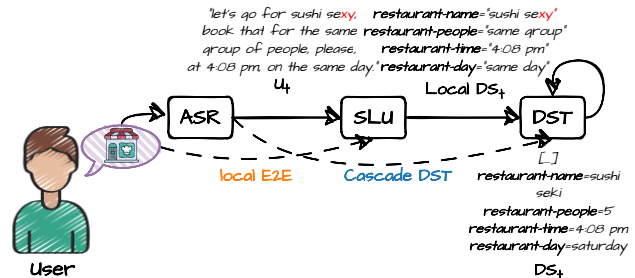 "let's go for sushi sexy,
book that for the same
group of people, please,
at 4:08 pm, on the same day."
u_t
restaurant-name="sushi sexy"
restaurant-people="same group"
restaurant-time="4:08 pm"
restaurant-day="same day"
Local DS_t
ASR
SLU
DST
local E2E
Cascade DST
[...]
restaurant-name=sushi
seki
restaurant-people=5
restaurant-time=4:08 pm
restaurant-day=saturday
DS_t
User